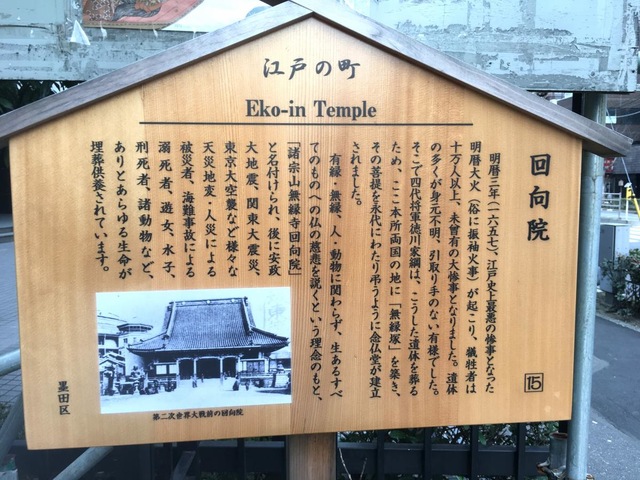 江戸の町
Eko-in Temple
回向院
明暦三年(一六五七)、江戸史上最悪の惨事となった
明暦大火(俗に振袖火事)が起こり、犠牲者は
十万人以上、未曾有の大惨事となりました。遺体
の多くが身元不明、引取り手のない有様でした。
そこで四代将軍徳川家綱は、こうした遺体を葬る
ため、ここ本所両国の地に「無縁塚」を築き、
その菩提を永代にわたり弔うように念仏堂が建立
されました。
有縁・無縁、人・動物に関わらず、生あるすべ
てのものへの仏の慈悲を説くという理念のもと、
「諸宗山無縁寺回向院」
と名付けられ、後に安政
大地震、関東大震災、
東京大空襲など様々な
天災地変・人災による
被災者、海難事故による
溺死者、遊女、水子、
刑死者、諸動物など、
ありとあらゆる生命が
埋葬供養されています。
第二次世界大戦前の回向院
墨田区
15